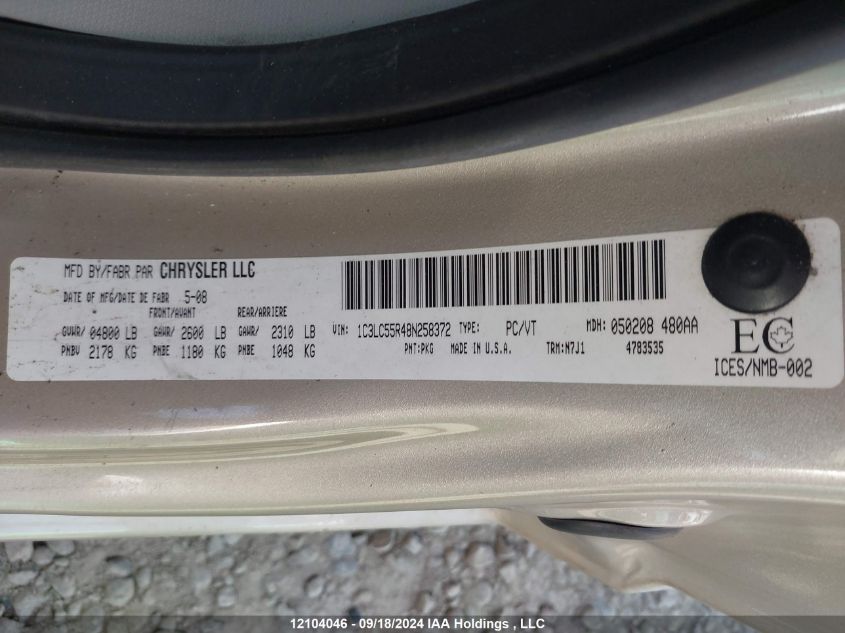 MFD BY/FABR PAR CHRYSLER LLC
DATE OF MFG/DATE DE FABR 5-08
FRONT/AVANT REAR/ARRIERE
GVWR/ 04800 LB GAWR/ 2600 LB GAWR/ 2310 LB
PNBV 2178 KG PNBE 1180 KG PNBE 1048 KG
VIN: 1C3LC55R48N258372 TYPE: PC/VT MDH: 050208 480AA
PNT:PKG MADE IN U.S.A. TRM:N7J1 4783535
EC
ICES/NMB-002
12104046 - 09/18/2024 IAA Holdings , LLC